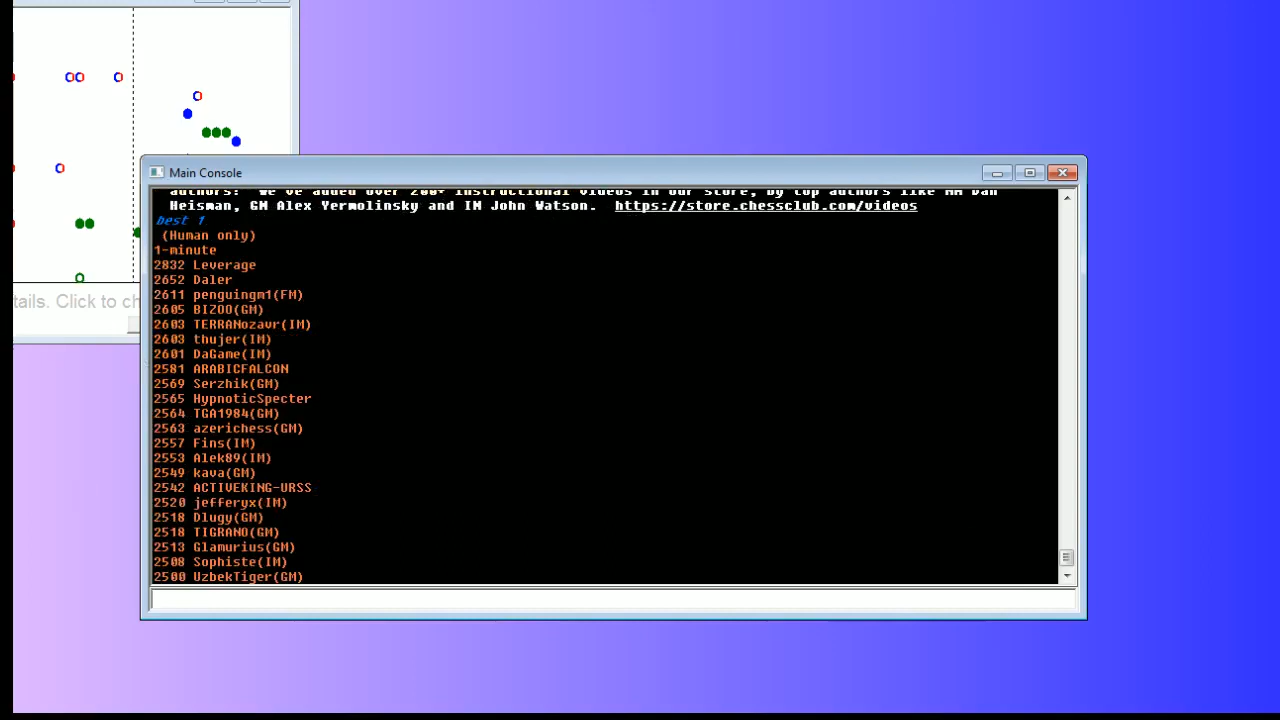 Main Console
authors! We've added over 200+ instructional videos in our store, by top authors like NM Dan
Heisman, GM Alex Yermolinsky and IM John Watson. https://store.chessclub.com/videos
best 1
(Human only)
1-minute
2832 Leverage
2652 Daler
2611 penguingm1(FM)
2605 BIZOO(GM)
2603 TERRANozavr(IM)
2603 thujer(IM)
2601 DaGame(IM)
2581 ARABICFALCON
2569 Serzhik(GM)
2565 HypnoticSpecter
2564 TGA1984(GM)
2563 azerichess(GM)
2557 Fins(IM)
2553 Alek89(IM)
2549 kava(GM)
2542 ACTIVEKING-URSS
2520 jefferyx(IM)
2518 Dlugy(GM)
2518 TIGRANO(GM)
2513 Glamurius(GM)
2508 Sophiste(IM)
2500 UzbekTiger(GM)
tails. Click to ch